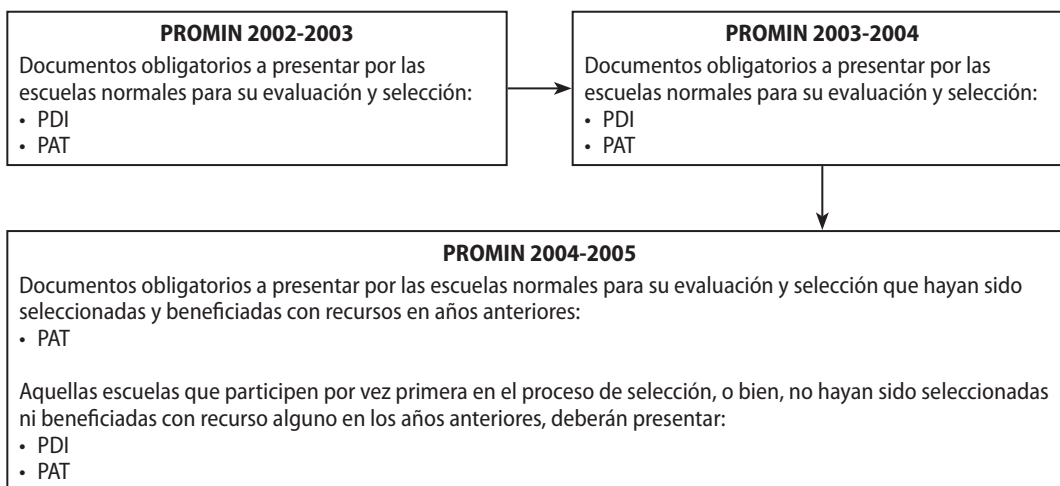 PROMIN 2002-2003
Documentos obligatorios a presentar por las
escuelas normales para su evaluación y selección:
• PDI
• PAT
PROMIN 2003-2004
Documentos obligatorios a presentar por las
escuelas normales para su evaluación y selección:
• PDI
• PAT
PROMIN 2004-2005
Documentos obligatorios a presentar por las escuelas normales para su evaluación y selección que hayan sido
seleccionadas y beneficiadas con recursos en años anteriores:
• PAT
Aquellas escuelas que participen por vez primera en el proceso de selección, o bien, no hayan sido seleccionadas
ni beneficiadas con recurso alguno en los años anteriores, deberán presentar:
• PDI
• PAT